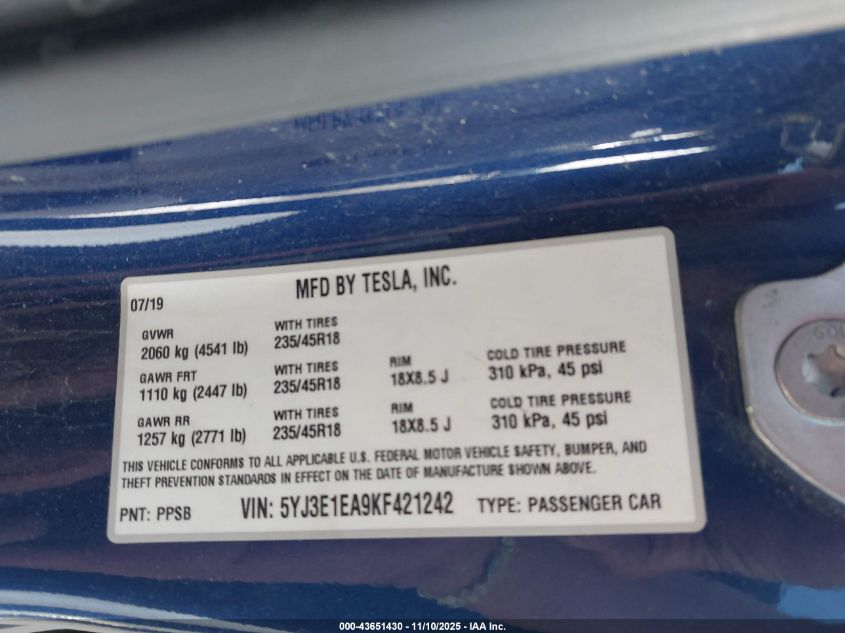 MFD BY TESLA, INC.
07/19
GVWR
2060 kg (4541 lb)
WITH TIRES
235/45R18
GAWR FRT
1110 kg (2447 lb)
WITH TIRES
235/45R18
RIM
18X8.5 J
COLD TIRE PRESSURE
310 kPa, 45 psi
GAWR RR
1257 kg (2771 lb)
WITH TIRES
235/45R18
RIM
18X8.5 J
COLD TIRE PRESSURE
310 kPa, 45 psi
THIS VEHICLE CONFORMS TO ALL APPLICABLE U.S. FEDERAL MOTOR VEHICLE SAFETY, BUMPER, AND
THEFT PREVENTION STANDARDS IN EFFECT ON THE DATE OF MANUFACTURE SHOWN ABOVE.
PNT: PPSB
VIN: 5YJ3E1EA9KF421242
TYPE: PASSENGER CAR
000-43651430 - 11/10/2025 - IAA Inc.